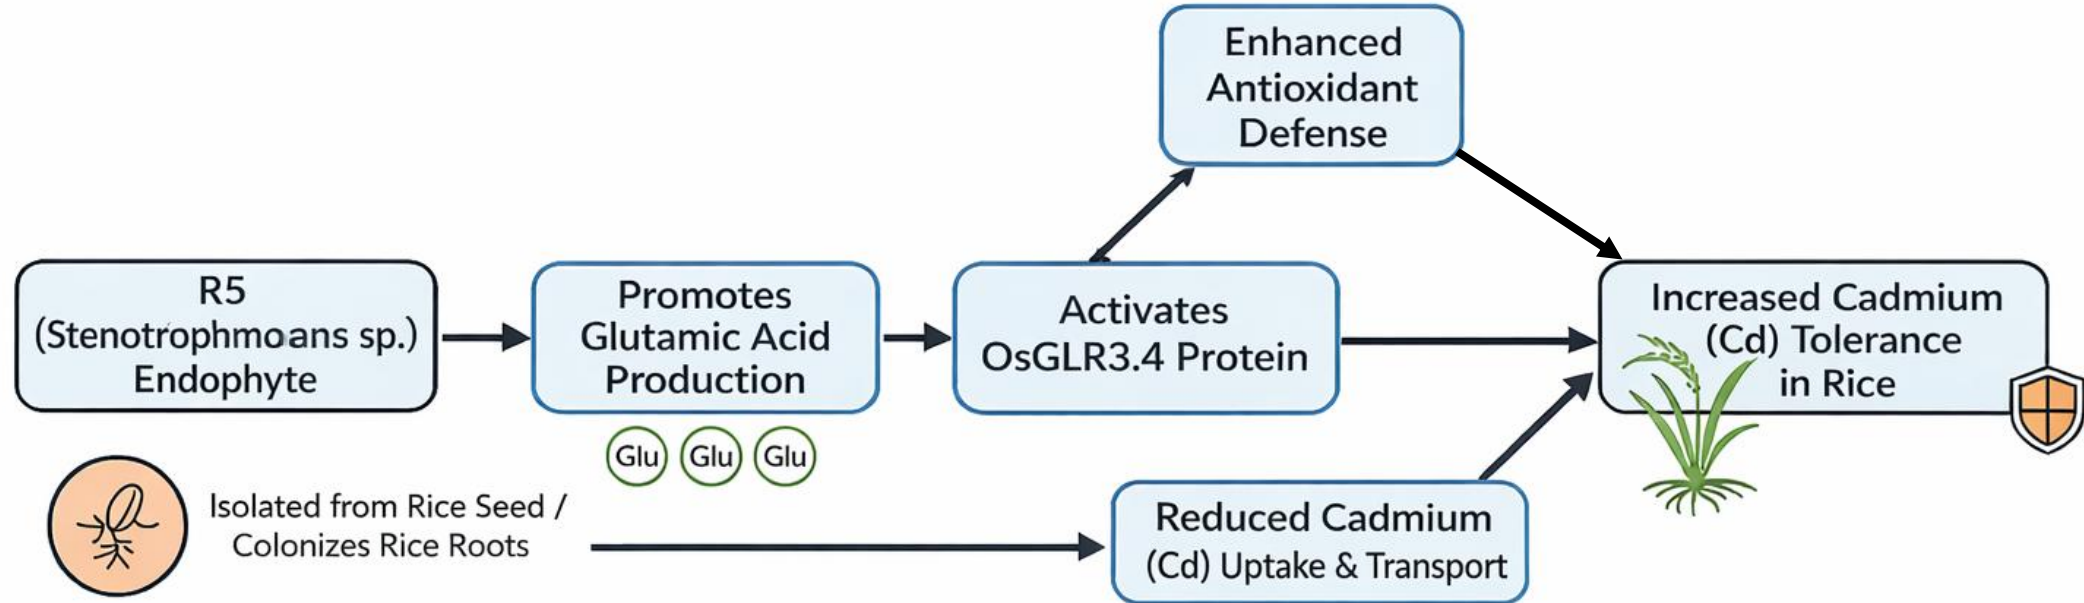 Enhanced
Antioxidant
Defense
R5
(Stenotrophmoans sp.)
Endophyte
Promotes
Glutamic Acid
Production
Activates
OsGLR3.4 Protein
Increased Cadmium
(Cd) Tolerance
in Rice
Glu Glu Glu
Isolated from Rice Seed /
Colonizes Rice Roots
Reduced Cadmium
(Cd) Uptake & Transport